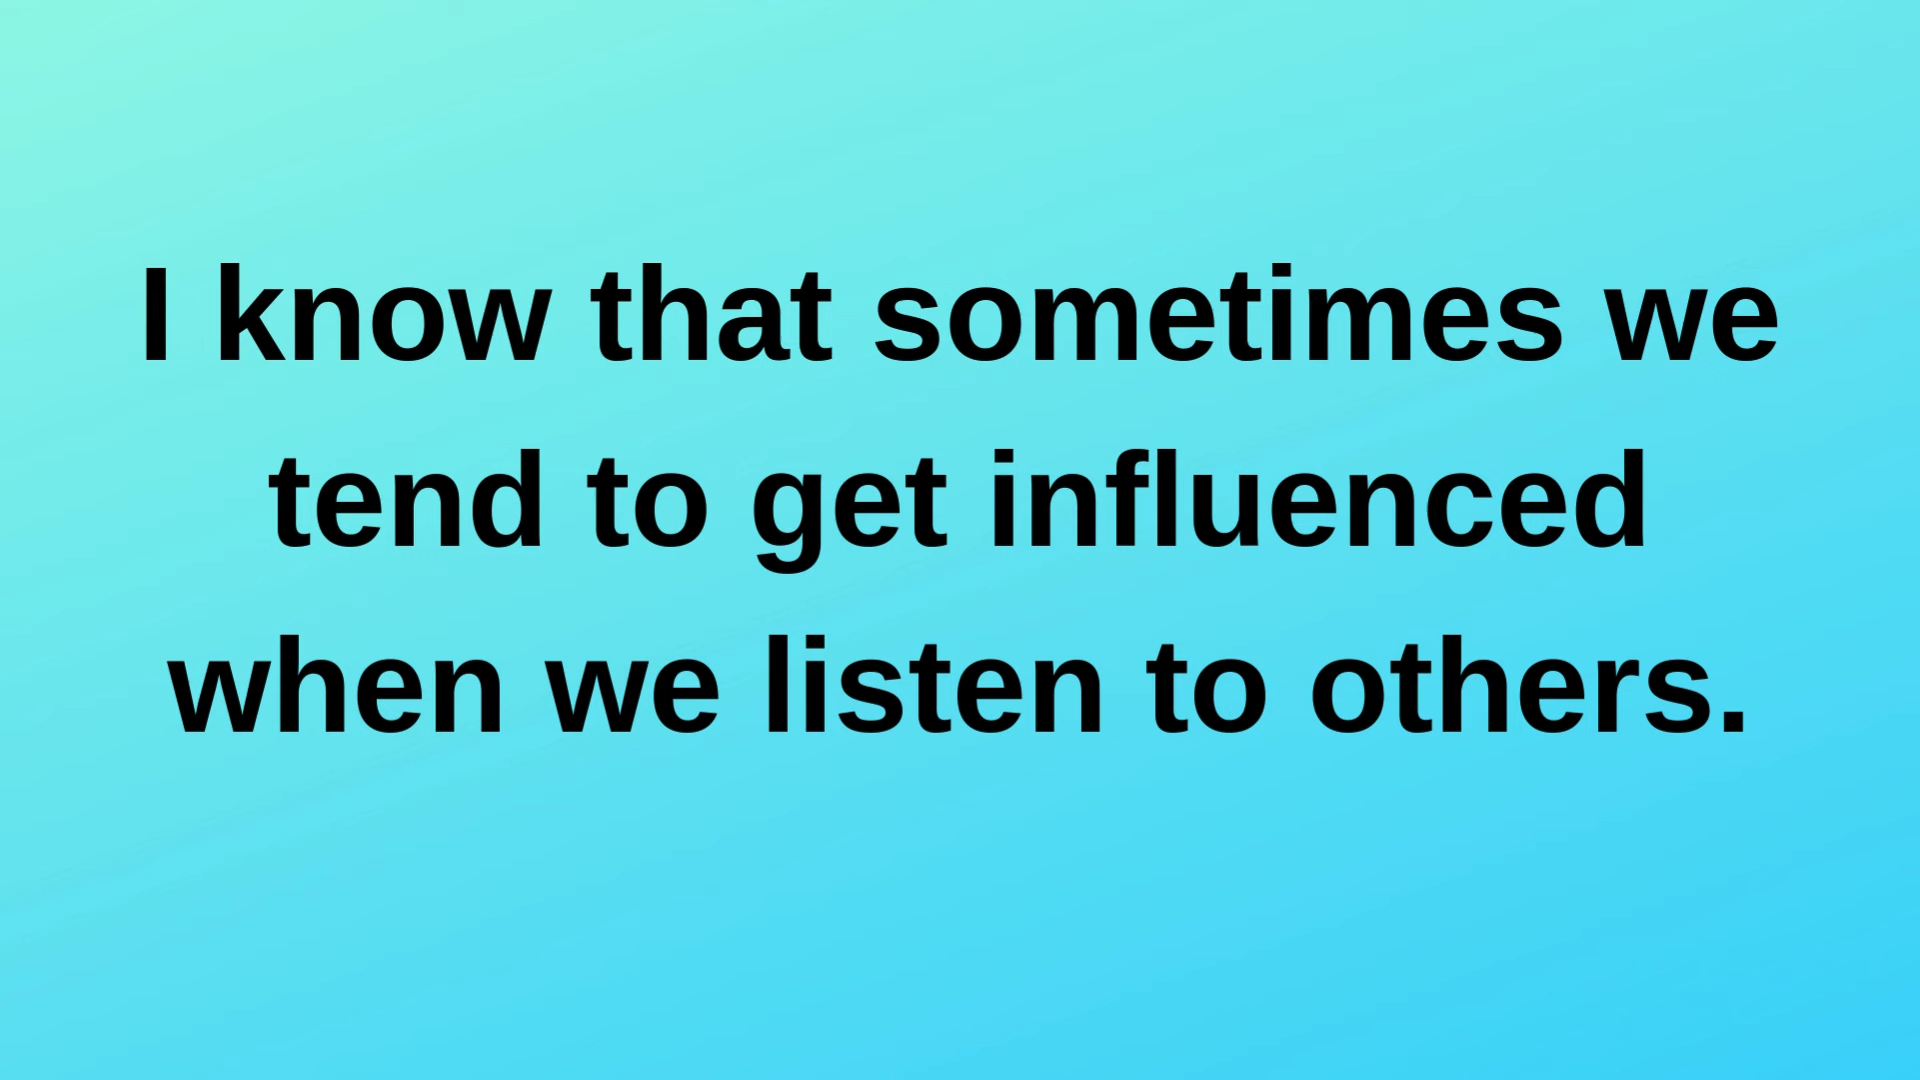 I know that sometimes we
tend to get influenced
when we listen to others.